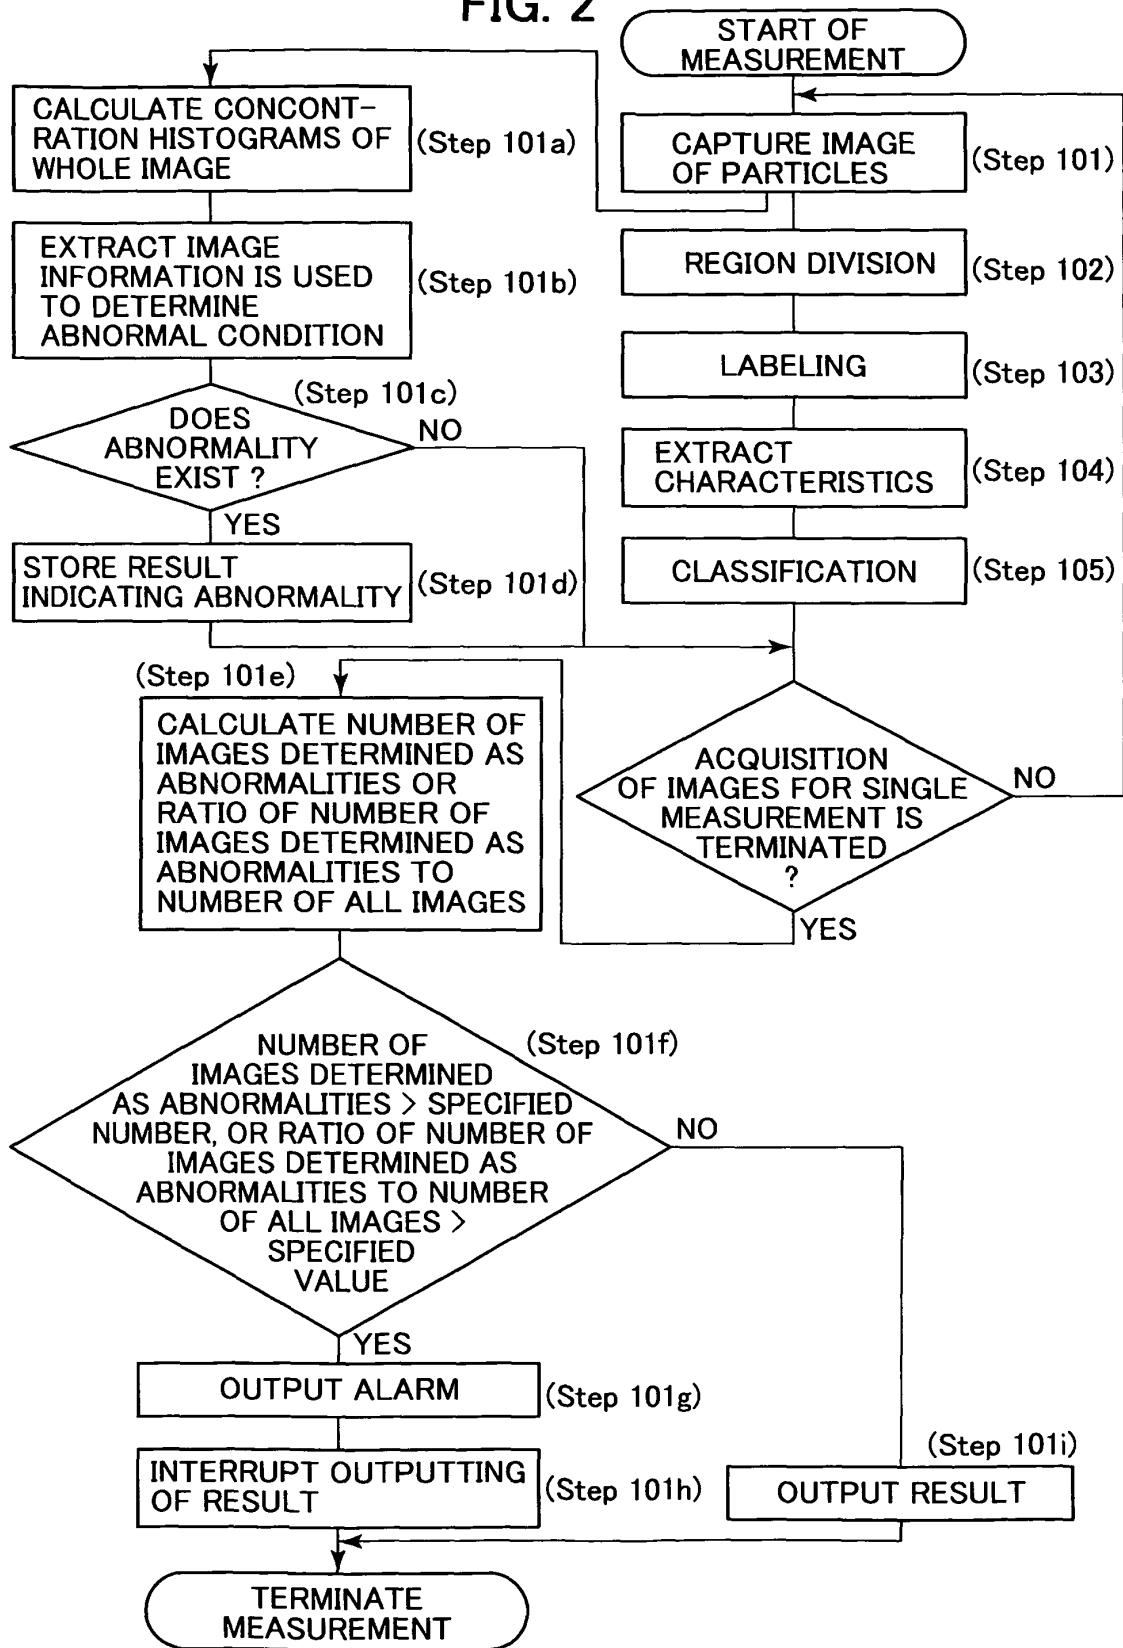 FIG. 2
START OF
MEASUREMENT
CAPTURE IMAGE
OF PARTICLES
(Step 101)
REGION DIVISION
(Step 102)
LABELING
(Step 103)
EXTRACT
CHARACTERISTICS
(Step 104)
CLASSIFICATION
(Step 105)
CALCULATE CONCONT-
RATION HISTOGRAMS OF
WHOLE IMAGE
(Step 101a)
EXTRACT IMAGE
INFORMATION IS USED
TO DETERMINE
ABNORMAL CONDITION
(Step 101b)
(Step 101c)
DOES
ABNORMALITY
EXIST ?
NO
YES
STORE RESULT
INDICATING ABNORMALITY
(Step 101d)
ACQUISITION
OF IMAGES FOR SINGLE
MEASUREMENT IS
TERMINATED
?
NO
YES
(Step 101e)
CALCULATE NUMBER OF
IMAGES DETERMINED AS
ABNORMALITIES OR
RATIO OF NUMBER OF
IMAGES DETERMINED AS
ABNORMALITIES TO
NUMBER OF ALL IMAGES
(Step 101f)
NUMBER OF
IMAGES DETERMINED
AS ABNORMALITIES > SPECIFIED
NUMBER, OR RATIO OF NUMBER OF
IMAGES DETERMINED AS
ABNORMALITIES TO NUMBER
OF ALL IMAGES >
SPECIFIED
VALUE
NO
YES
OUTPUT ALARM
(Step 101g)
INTERRUPT OUTPUTTING
OF RESULT
(Step 101h)
(Step 101i)
OUTPUT RESULT
TERMINATE
MEASUREMENT